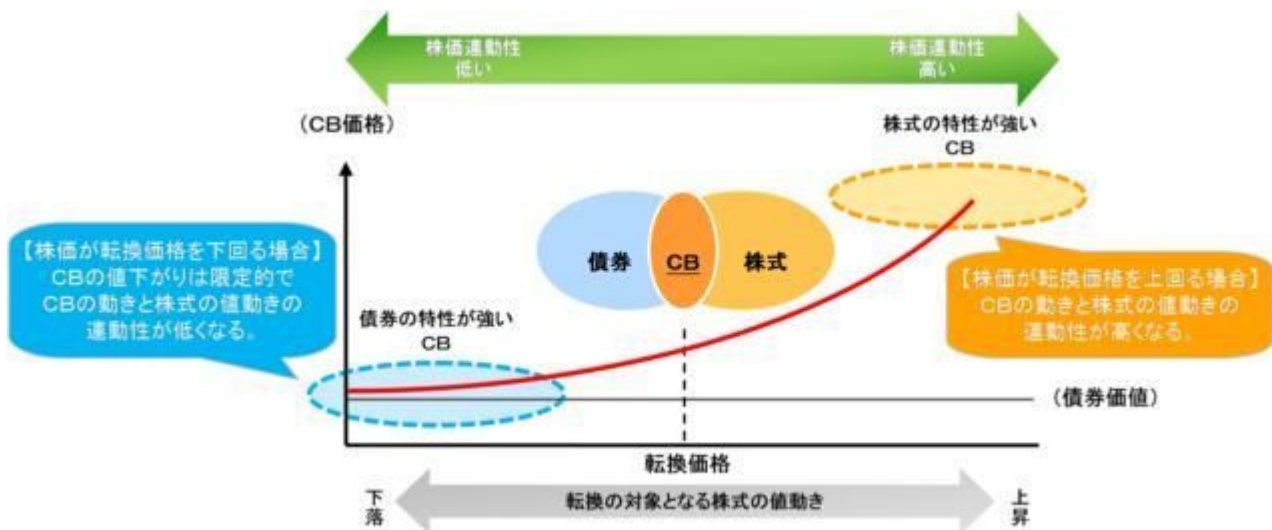 株価連動性
低い
株価連動性
高い
（CB価格）
株式の特性が強い
CB
【株価が転換価格を下回る場合】
CBの値下がりは限定的で
CBの動きと株式の値動きの
連動性が低くなる。
債券
CB
株式
【株価が転換価格を上回る場合】
CBの動きと株式の値動きの
連動性が高くなる。
債券の特性が強い
CB
（債券価値）
転換価格
下落
転換の対象となる株式の値動き
上昇